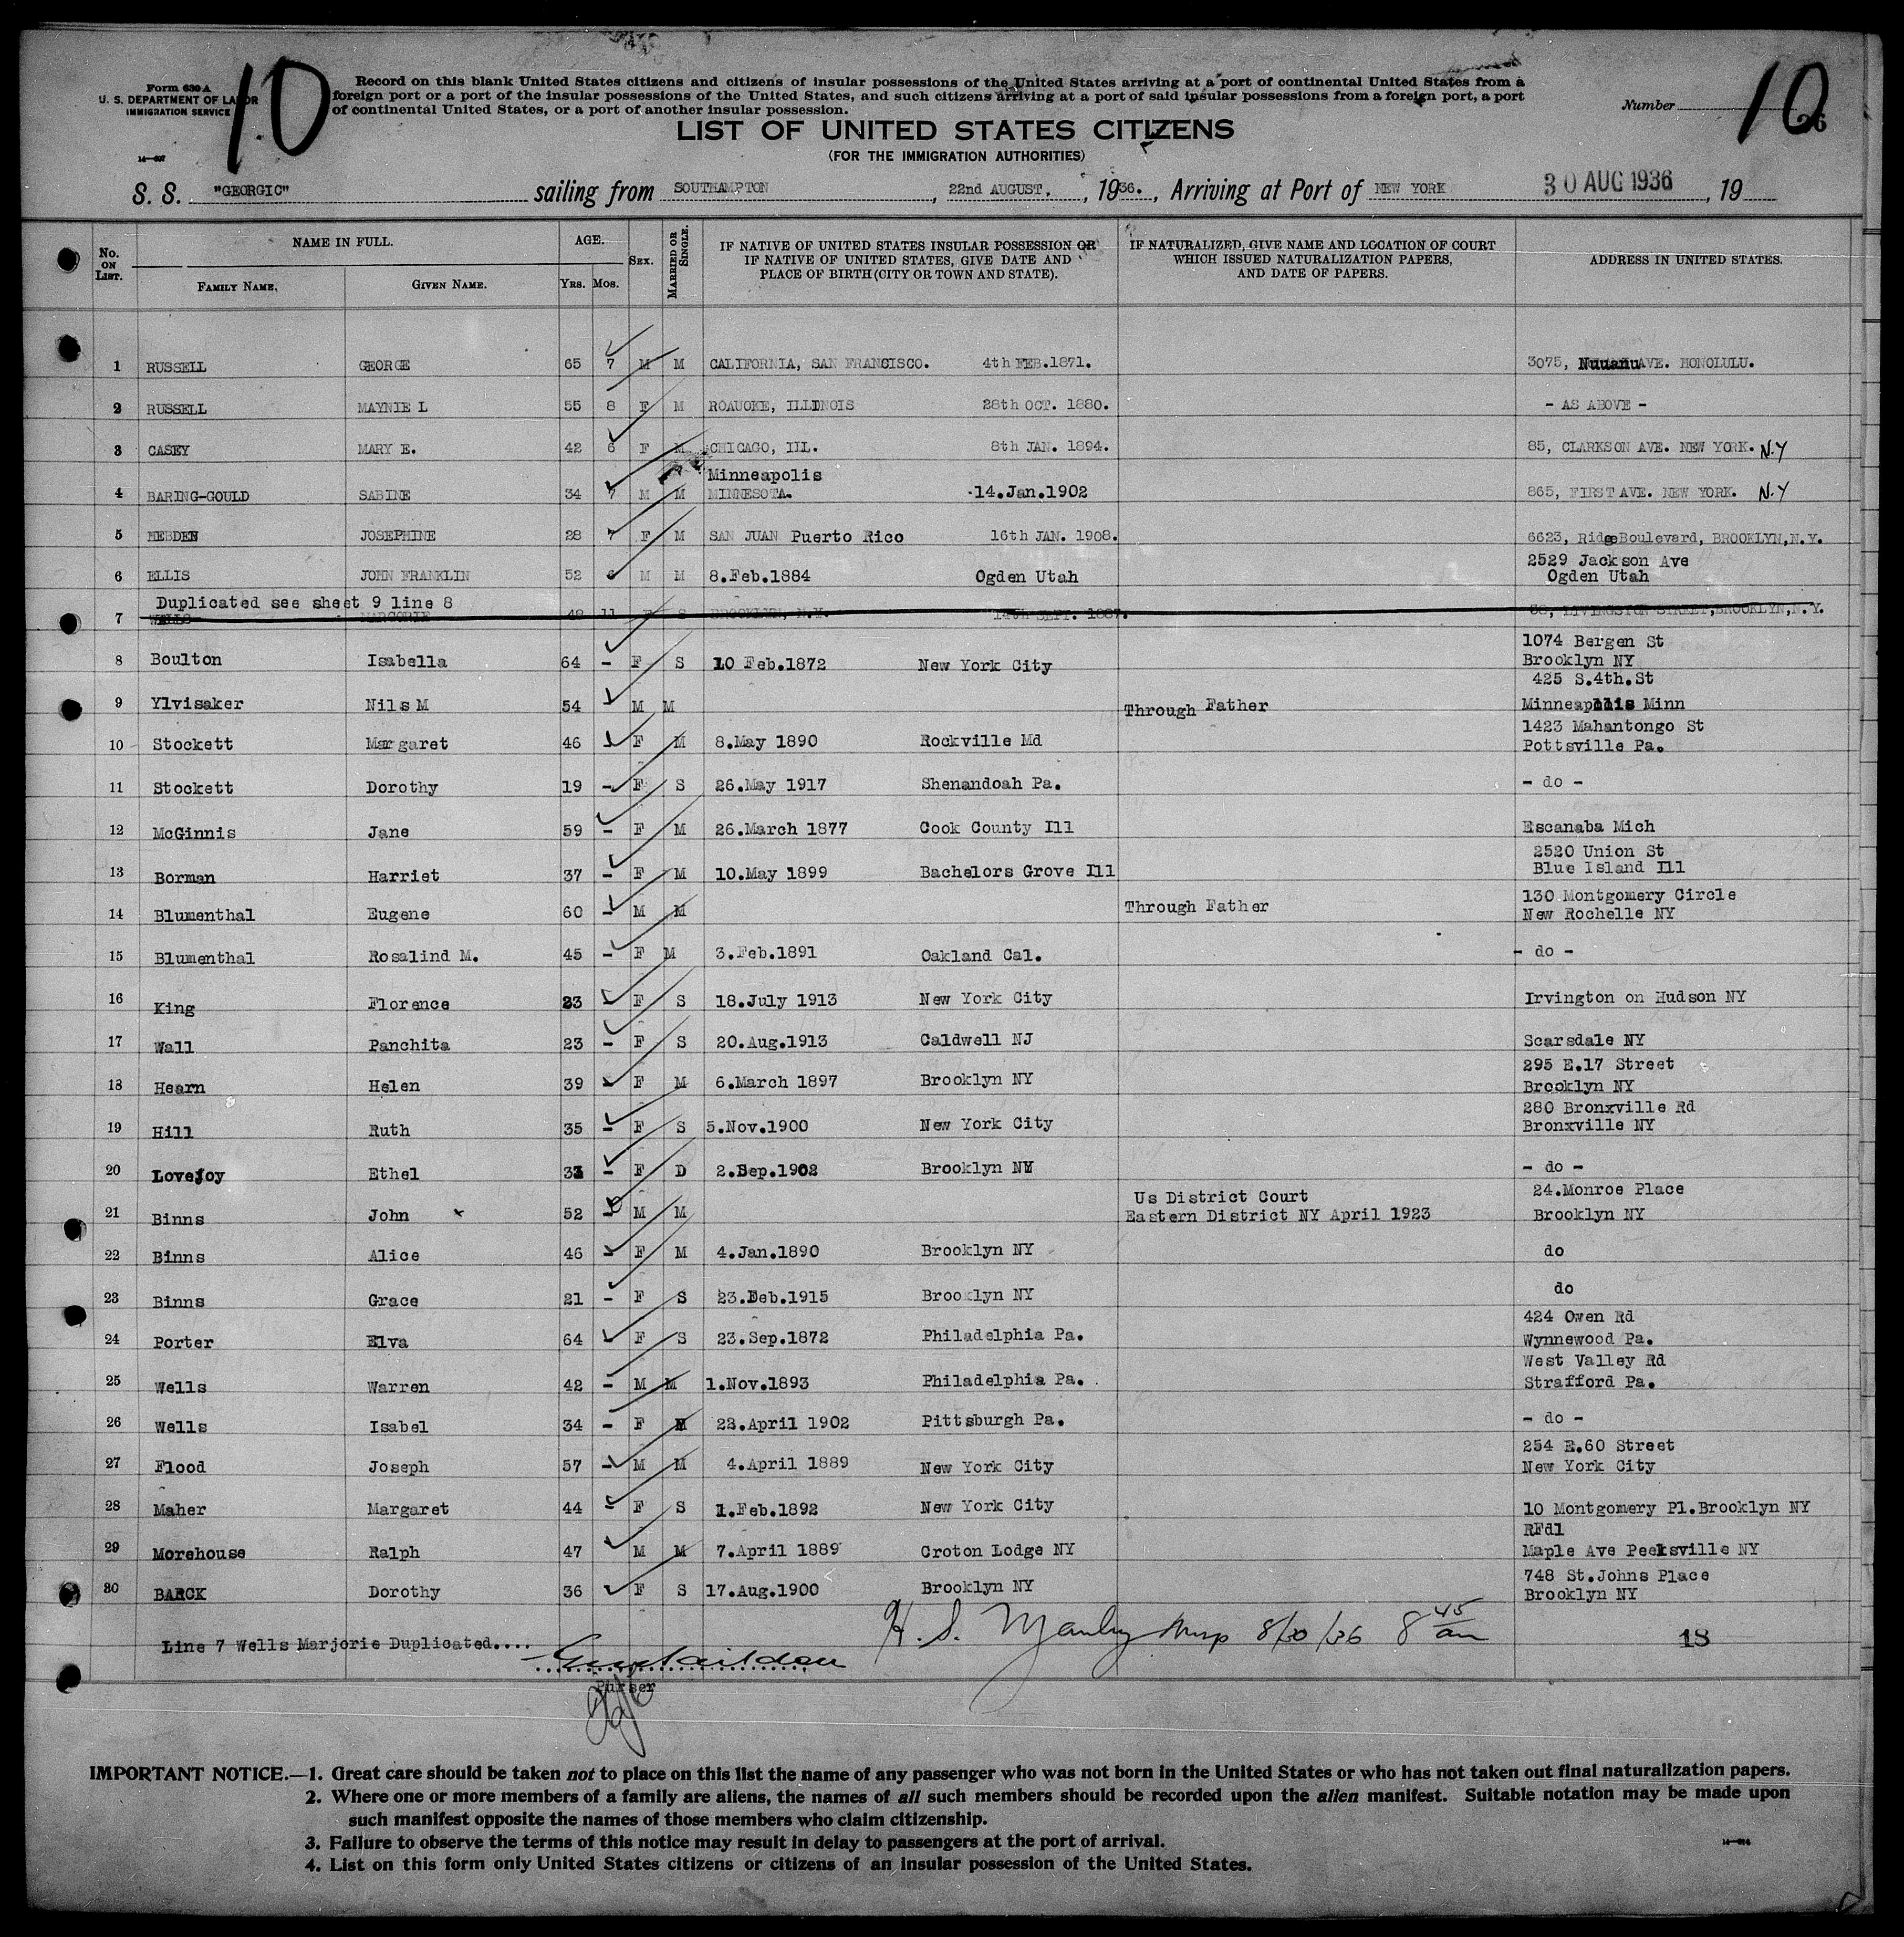 10
Form 630 A
U. S. DEPARTMENT OF LABOR
IMMIGRATION SERVICE
Record on this blank United States citizens and citizens of insular possessions of the United States arriving at a port of continental United States from a
foreign port or a port of the insular possessions of the United States, and such citizens arriving at a port of said insular possessions from a foreign port, a port
of continental United States, or a port of another insular possession.
Number 10
26
LIST OF UNITED STATES CITIZENS
(FOR THE IMMIGRATION AUTHORITIES)
S. S. "GEORGIC" sailing from SOUTHAMPTON, 22nd AUGUST., 1936., Arriving at Port of NEW YORK 30 AUG 1936, 19
No. ON LIST. NAME IN FULL. AGE. SEX. MARRIED OR SINGLE. IF NATIVE OF UNITED STATES INSULAR POSSESSION OR IF NATIVE OF UNITED STATES, GIVE DATE AND PLACE OF BIRTH (CITY OR TOWN AND STATE). IF NATURALIZED, GIVE NAME AND LOCATION OF COURT WHICH ISSUED NATURALIZATION PAPERS, AND DATE OF PAPERS. ADDRESS IN UNITED STATES.
FAMILY NAME. GIVEN NAME. YRS. MOS.
1 RUSSELL GEORGE 65 7 M M CALIFORNIA, SAN FRANCISCO. 4th FEB.1871. 3075, Nuuanu AVE. HONOLULU.
2 RUSSELL MAYNIE L 55 8 F M ROAUOKE, ILLINOIS 28th OCT. 1880. - AS ABOVE -
3 CASEY MARY E. 42 6 F M CHICAGO, ILL. 8th JAN. 1894. 85, CLARKSON AVE. NEW YORK. N.Y
Minneapolis
4 BARING-GOULD SABINE 34 7 M M MINNESOTA. 14.Jan.1902 865, FIRST AVE. NEW YORK. N.Y
5 HEBDEN JOSEPHINE 28 7 F M SAN JUAN Puerto Rico 16th JAN. 1908. 6623, Ridge Boulevard, BROOKLYN,N.Y.
2529 Jackson Ave
6 ELLIS JOHN FRANKLIN 52 6 M M 8.Feb.1884 Ogden Utah Ogden Utah
Duplicated see sheet 9 line 8
7 WELLS MARGORIE 48 11 F S BROOKLYN, N.Y. 14th SEPT. 1887. 38, LIVINGSTON STREET,BROOKLYN,N.Y.
1074 Bergen St
8 Boulton Isabella 64 - F S 10 Feb.1872 New York City Brooklyn NY
425 S.4th.St
9 Ylvisaker Nils M 54 M M Through Father Minneapolis Minn
1423 Mahantongo St
10 Stockett Margaret 46 - F M 8.May 1890 Rockville Md Pottsville Pa.
11 Stockett Dorothy 19 - F S 26.May 1917 Shenandoah Pa. - do -
12 McGinnis Jane 59 - F M 26.March 1877 Cook County Ill Escanaba Mich
2520 Union St
13 Borman Harriet 37 - F M 10.May 1899 Bachelors Grove Ill Blue Island Ill
130 Montgomery Circle
14 Blumenthal Eugene 60 - M M Through Father New Rochelle NY
15 Blumenthal Rosalind M. 45 - F M 3.Feb.1891 Oakland Cal. - do -
16 King Florence 23 - F S 18.July 1913 New York City Irvington on Hudson NY
17 Wall Panchita 23 - F S 20.Aug.1913 Caldwell NJ Scarsdale NY
295 E.17 Street
18 Hearn Helen 39 - F M 6.March 1897 Brooklyn NY Brooklyn NY
280 Bronxville Rd
19 Hill Ruth 35 - F S 5.Nov.1900 New York City Bronxville NY
20 Lovejoy Ethel 33 - F D 2.Sep.1902 Brooklyn NY - do -
Us District Court 24.Monroe Place
21 Binns John 52 - M M Eastern District NY April 1923 Brooklyn NY
22 Binns Alice 46 - F M 4.Jan.1890 Brooklyn NY do
23 Binns Grace 21 - F S 23.Feb.1915 Brooklyn NY do
424 Owen Rd
24 Porter Elva 64 F S 23.Sep.1872 Philadelphia Pa. Wynnewood Pa.
West Valley Rd
25 Wells Warren 42 - M M 1.Nov.1893 Philadelphia Pa. Strafford Pa.
26 Wells Isabel 34 - F M 22.April 1902 Pittsburgh Pa. - do -
254 E.60 Street
27 Flood Joseph 57 - M M 4.April 1889 New York City New York City
28 Maher Margaret 44 - F S 1.Feb.1892 New York City 10 Montgomery Pl.Brooklyn NY
RFd1
29 Morehouse Ralph 47 M M 7.April 1889 Croton Lodge NY Maple Ave Peeksville NY
748 St.Johns Place
30 BARCK Dorothy 36 F S 17.Aug.1900 Brooklyn NY Brooklyn NY
H. S. Manley Insp 8/30/36 8 45 am
Line 7 Wells Marjorie Duplicated.... 18
Purser
IMPORTANT NOTICE.—1. Great care should be taken not to place on this list the name of any passenger who was not born in the United States or who has not taken out final naturalization papers.
2. Where one or more members of a family are aliens, the names of all such members should be recorded upon the alien manifest. Suitable notation may be made upon
such manifest opposite the names of those members who claim citizenship.
3. Failure to observe the terms of this notice may result in delay to passengers at the port of arrival.
4. List on this form only United States citizens or citizens of an insular possession of the United States.